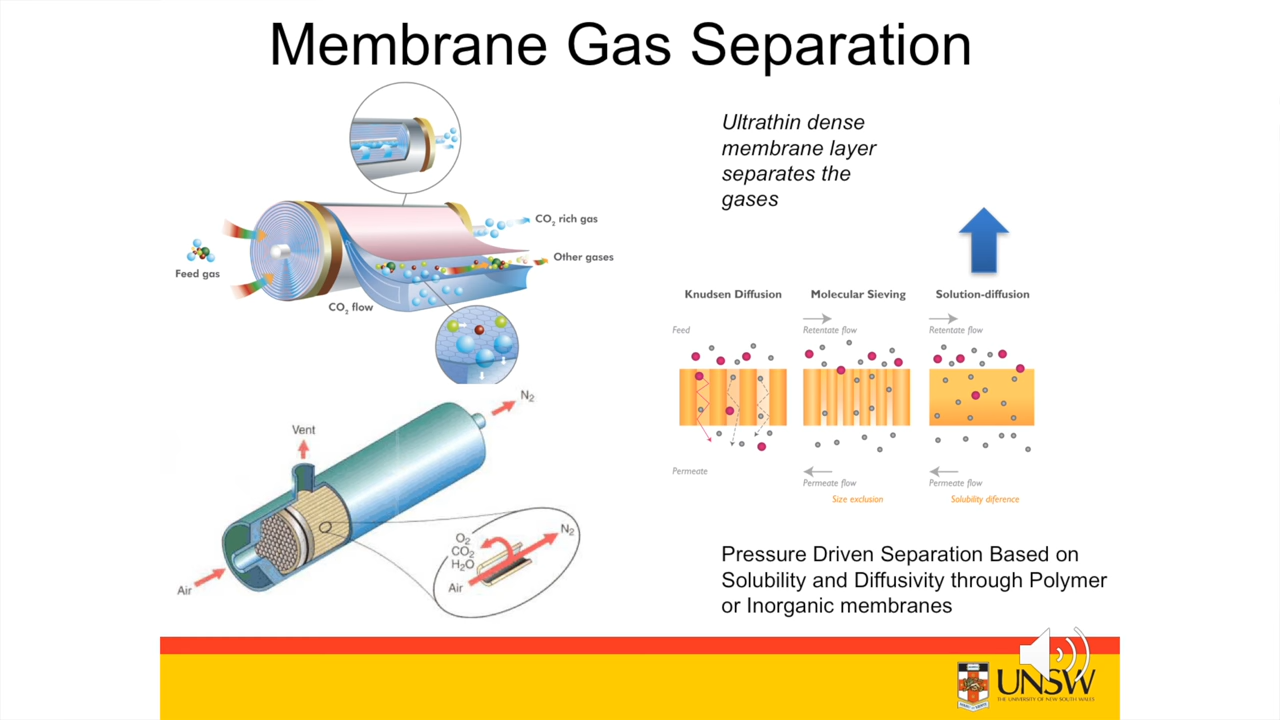 Membrane Gas Separation
Ultrathin dense
membrane layer
separates the
gases
CO2 rich gas
Other gases
Feed gas
CO2 flow
Knudsen Diffusion
Molecular Sieving
Solution-diffusion
Feed
Retentate flow
Retentate flow
Permeate
Permeate flow
Permeate flow
Size exclusion
Solubility diference
N2
Vent
Air
O2
CO2
H2O
Air
N2
Pressure Driven Separation Based on
Solubility and Diffusivity through Polymer
or Inorganic membranes
UNSW
THE UNIVERSITY OF NEW SOUTH WALES